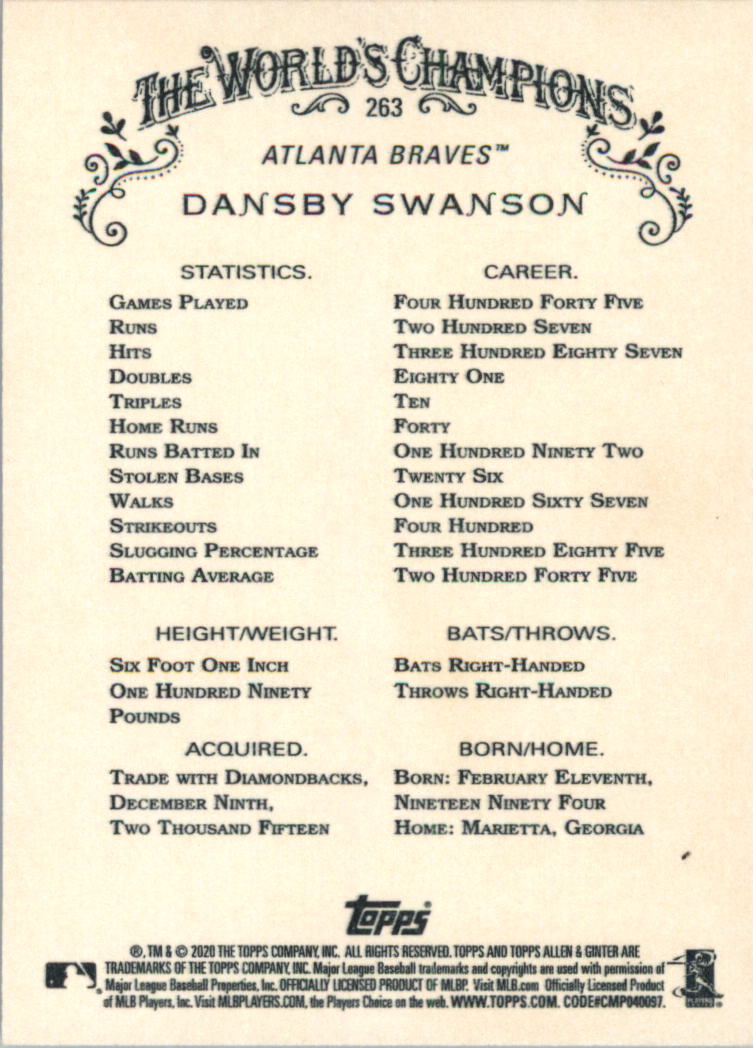 THE WORLD'S CHAMPIONS
263
ATLANTA BRAVES™
DANSBY SWANSON
STATISTICS. CAREER.
GAMES PLAYED FOUR HUNDRED FORTY FIVE
RUNS TWO HUNDRED SEVEN
HITS THREE HUNDRED EIGHTY SEVEN
DOUBLES EIGHTY ONE
TRIPLES TEN
HOME RUNS FORTY
RUNS BATTED IN ONE HUNDRED NINETY TWO
STOLEN BASES TWENTY SIX
WALKS ONE HUNDRED SIXTY SEVEN
STRIKEOUTS FOUR HUNDRED
SLUGGING PERCENTAGE THREE HUNDRED EIGHTY FIVE
BATTING AVERAGE TWO HUNDRED FORTY FIVE
HEIGHT/WEIGHT.
SIX FOOT ONE INCH
ONE HUNDRED NINETY
POUNDS
BATS/THROWS.
BATS RIGHT-HANDED
THROWS RIGHT-HANDED
ACQUIRED.
TRADE WITH DIAMONDBACKS,
DECEMBER NINTH,
TWO THOUSAND FIFTEEN
BORN/HOME.
BORN: FEBRUARY ELEVENTH,
NINETEEN NINETY FOUR
HOME: MARIETTA, GEORGIA
Topps®
®, TM & © 2020 THE TOPPS COMPANY, INC. ALL RIGHTS RESERVED. TOPPS AND TOPPS ALLEN & GINTER ARE
TRADEMARKS OF THE TOPPS COMPANY, INC. Major League Baseball trademarks and copyrights are used with permission of
Major League Baseball Properties, Inc. OFFICIALLY LICENSED PRODUCT OF MLBP. Visit MLB.com Officially Licensed Product
of MLB Players, Inc. Visit MLBPLAYERS.COM, the Players Choice on the web. WWW.TOPPS.COM. CODE#CMP040097.